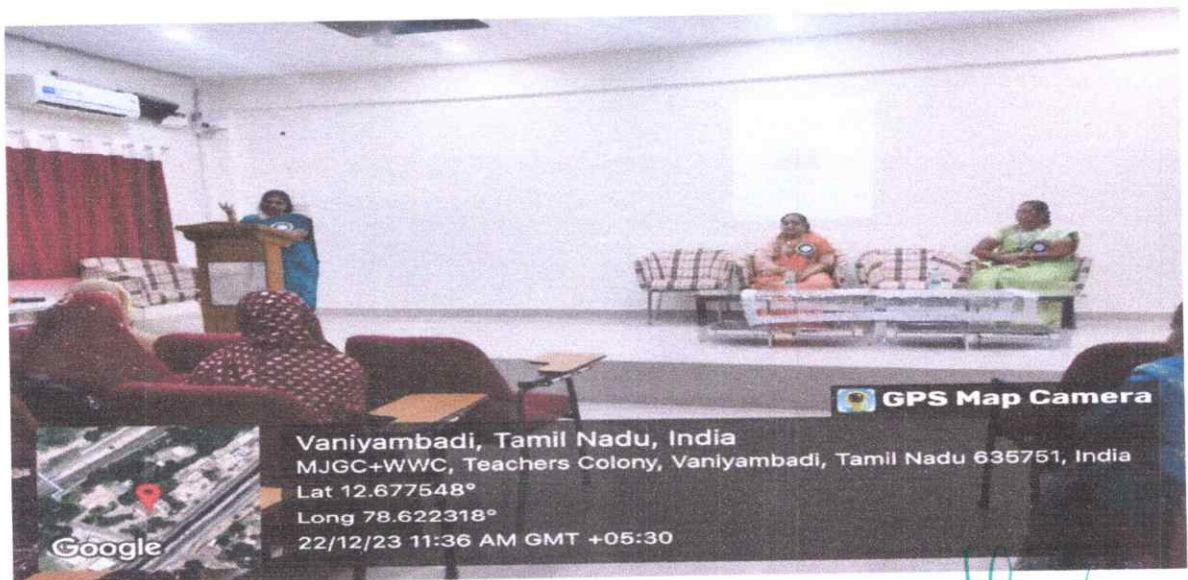 GPS Map Camera
Vaniyambadi, Tamil Nadu, India
MJGC+WWC, Teachers Colony, Vaniyambadi, Tamil Nadu 635751, India
Lat 12.677548°
Long 78.622318°
22/12/23 11:36 AM GMT +05:30
Google